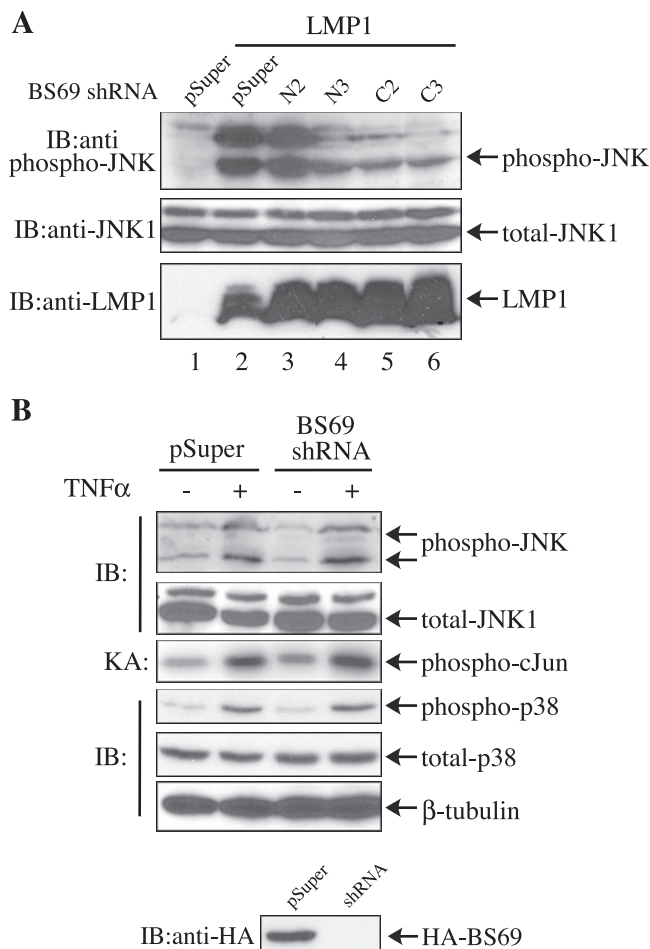 A
LMP1
BS69 shRNA
pSuper
pSuper
N2
N3
C2
C3
IB:anti
phospho-JNK
phospho-JNK
IB:anti-JNK1
total-JNK1
IB:anti-LMP1
LMP1
1 2 3 4 5 6
B
pSuper
BS69
shRNA
TNFα - + - +
IB:
phospho-JNK
total-JNK1
KA:
phospho-cJun
IB:
phospho-p38
total-p38
β-tubulin
pSuper
shRNA
IB:anti-HA
HA-BS69